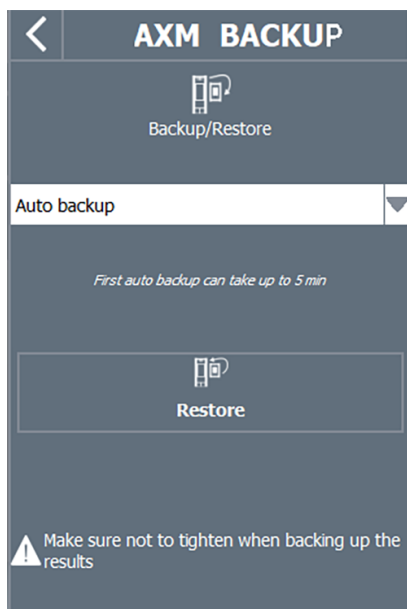 AXM BACKUP
Backup/Restore
Auto backup
First auto backup can take up to 5 min
Restore
Make sure not to tighten when backing up the
results